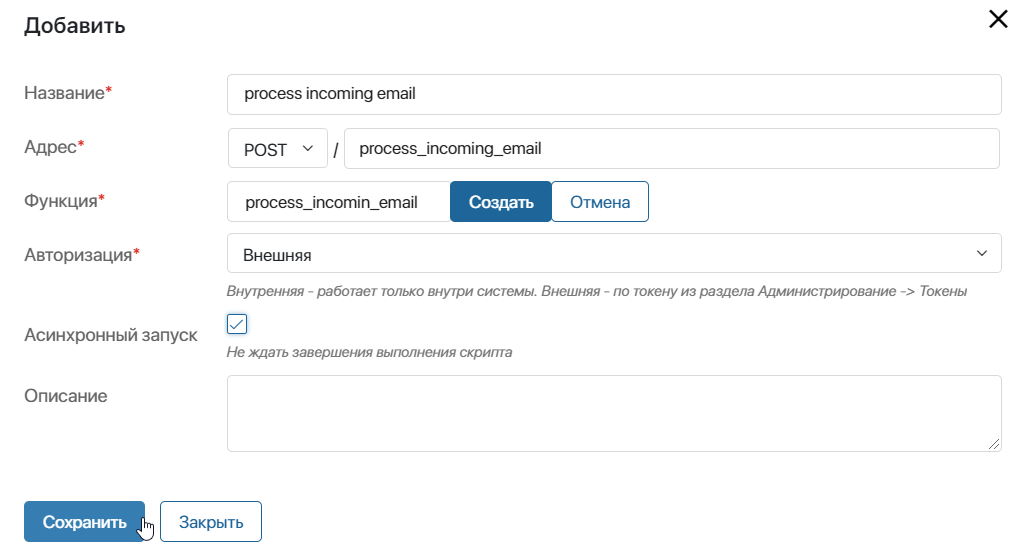 Добавить
Название* process incoming email
Адрес* POST / process_incoming_email
Функция* process_incomin_email Создать Отмена
Авторизация* Внешняя
Внутренняя - работает только внутри системы. Внешняя - по токену из раздела Администрирование -> Токены
Асинхронный запуск
Не ждать завершения выполнения скрипта
Описание
Сохранить Закрыть